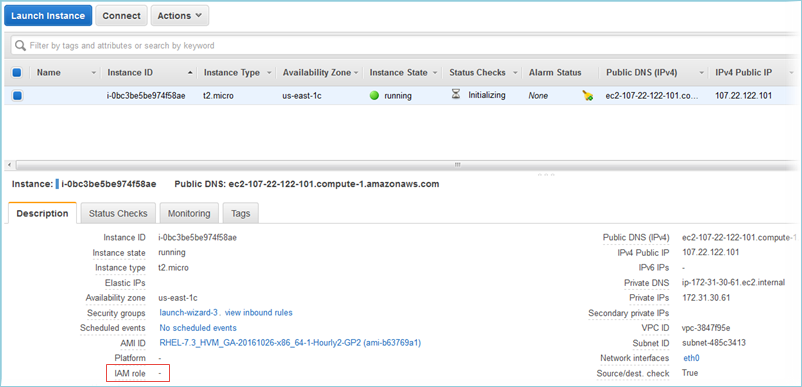 Launch Instance Connect Actions
Filter by tags and attributes or search by keyword
Name Instance ID Instance Type Availability Zone Instance State Status Checks Alarm Status Public DNS (IPv4) IPv4 Public IP
i-0bc3be5be974f58ae t2.micro us-east-1c running Initializing None ec2-107-22-122-101.co... 107.22.122.101
Instance: i-0bc3be5be974f58ae Public DNS: ec2-107-22-122-101.compute-1.amazonaws.com
Description Status Checks Monitoring Tags
Instance ID i-0bc3be5be974f58ae Public DNS (IPv4) ec2-107-22-122-101.compute-1
Instance state running IPv4 Public IP 107.22.122.101
Instance type t2.micro IPv6 IPs -
Elastic IPs Private DNS ip-172-31-30-61.ec2.internal
Availability zone us-east-1c Private IPs 172.31.30.61
Security groups launch-wizard-3. view inbound rules Secondary private IPs
Scheduled events No scheduled events VPC ID vpc-3847f95e
AMI ID RHEL-7.3_HVM_GA-20161026-x86_64-1-Hourly2-GP2 (ami-b63769a1) Subnet ID subnet-485c3413
Platform - Network interfaces eth0
IAM role - Source/dest. check True